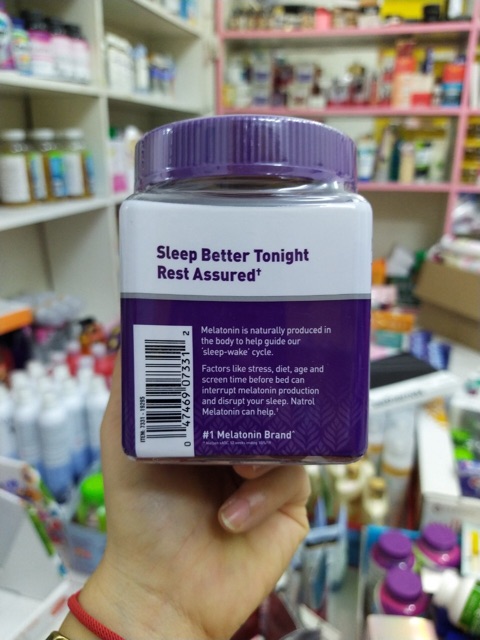 Sleep Better Tonight
Rest Assured†
Melatonin is naturally produced in
the body to help guide our
'sleep-wake' cycle.
Factors like stress, diet, age and
screen time before bed can
interrupt melatonin production
and disrupt your sleep. Natrol
Melatonin can help.†
#1 Melatonin Brand^
0 47469 07331 2